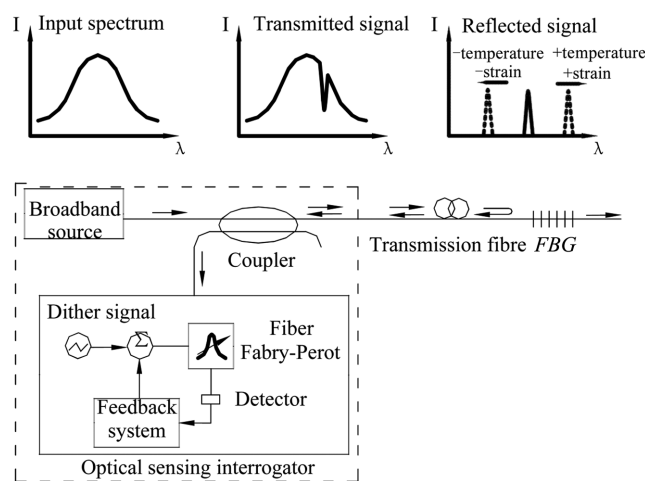 I Input spectrum
λ
I Transmitted signal
λ
I Reflected signal
−temperature
−strain
+temperature
+strain
λ
Broadband
source
Coupler
Transmission fibre FBG
Dither signal
Σ
Fiber
Fabry-Perot
Detector
Feedback
system
Optical sensing interrogator